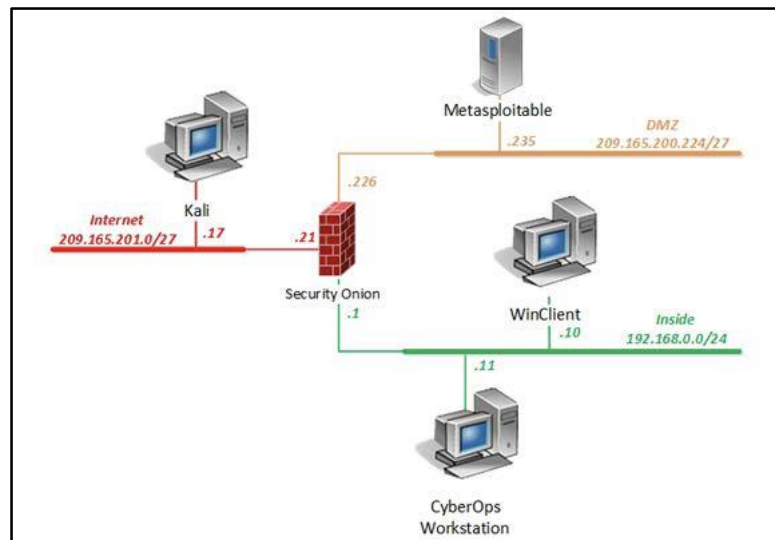 Metasploitable
.235
DMZ
209.165.200.224/27
.226
Kali
Internet
209.165.201.0/27
.17
.21
Security Onion
WinClient
.1
.10
Inside
192.168.0.0/24
.11
CyberOps
Workstation